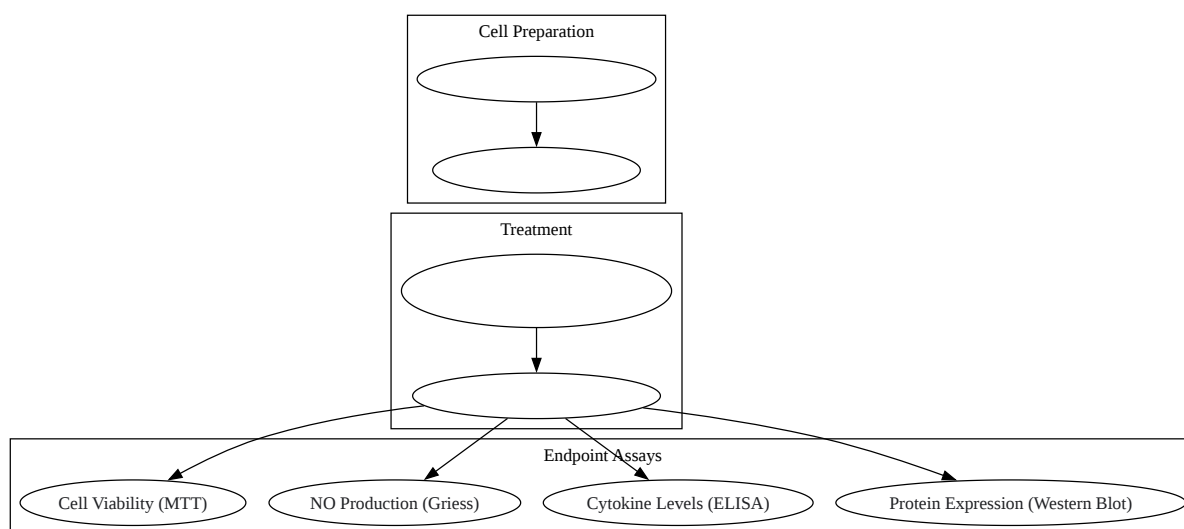 Cell Preparation
Treatment
Endpoint Assays
Cell Viability (MTT)
NO Production (Griess)
Cytokine Levels (ELISA)
Protein Expression (Western Blot)